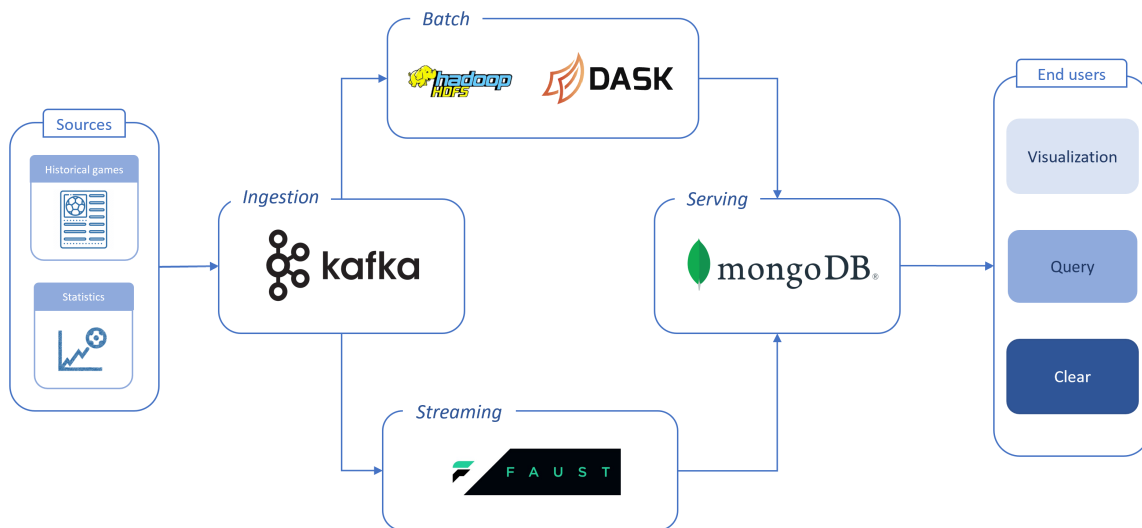 Batch
hadoop
HDFS
DASK
End users
Sources
Historical games
Visualization
Ingestion
Serving
kafka
mongoDB®
Query
Statistics
Clear
Streaming
FAUST